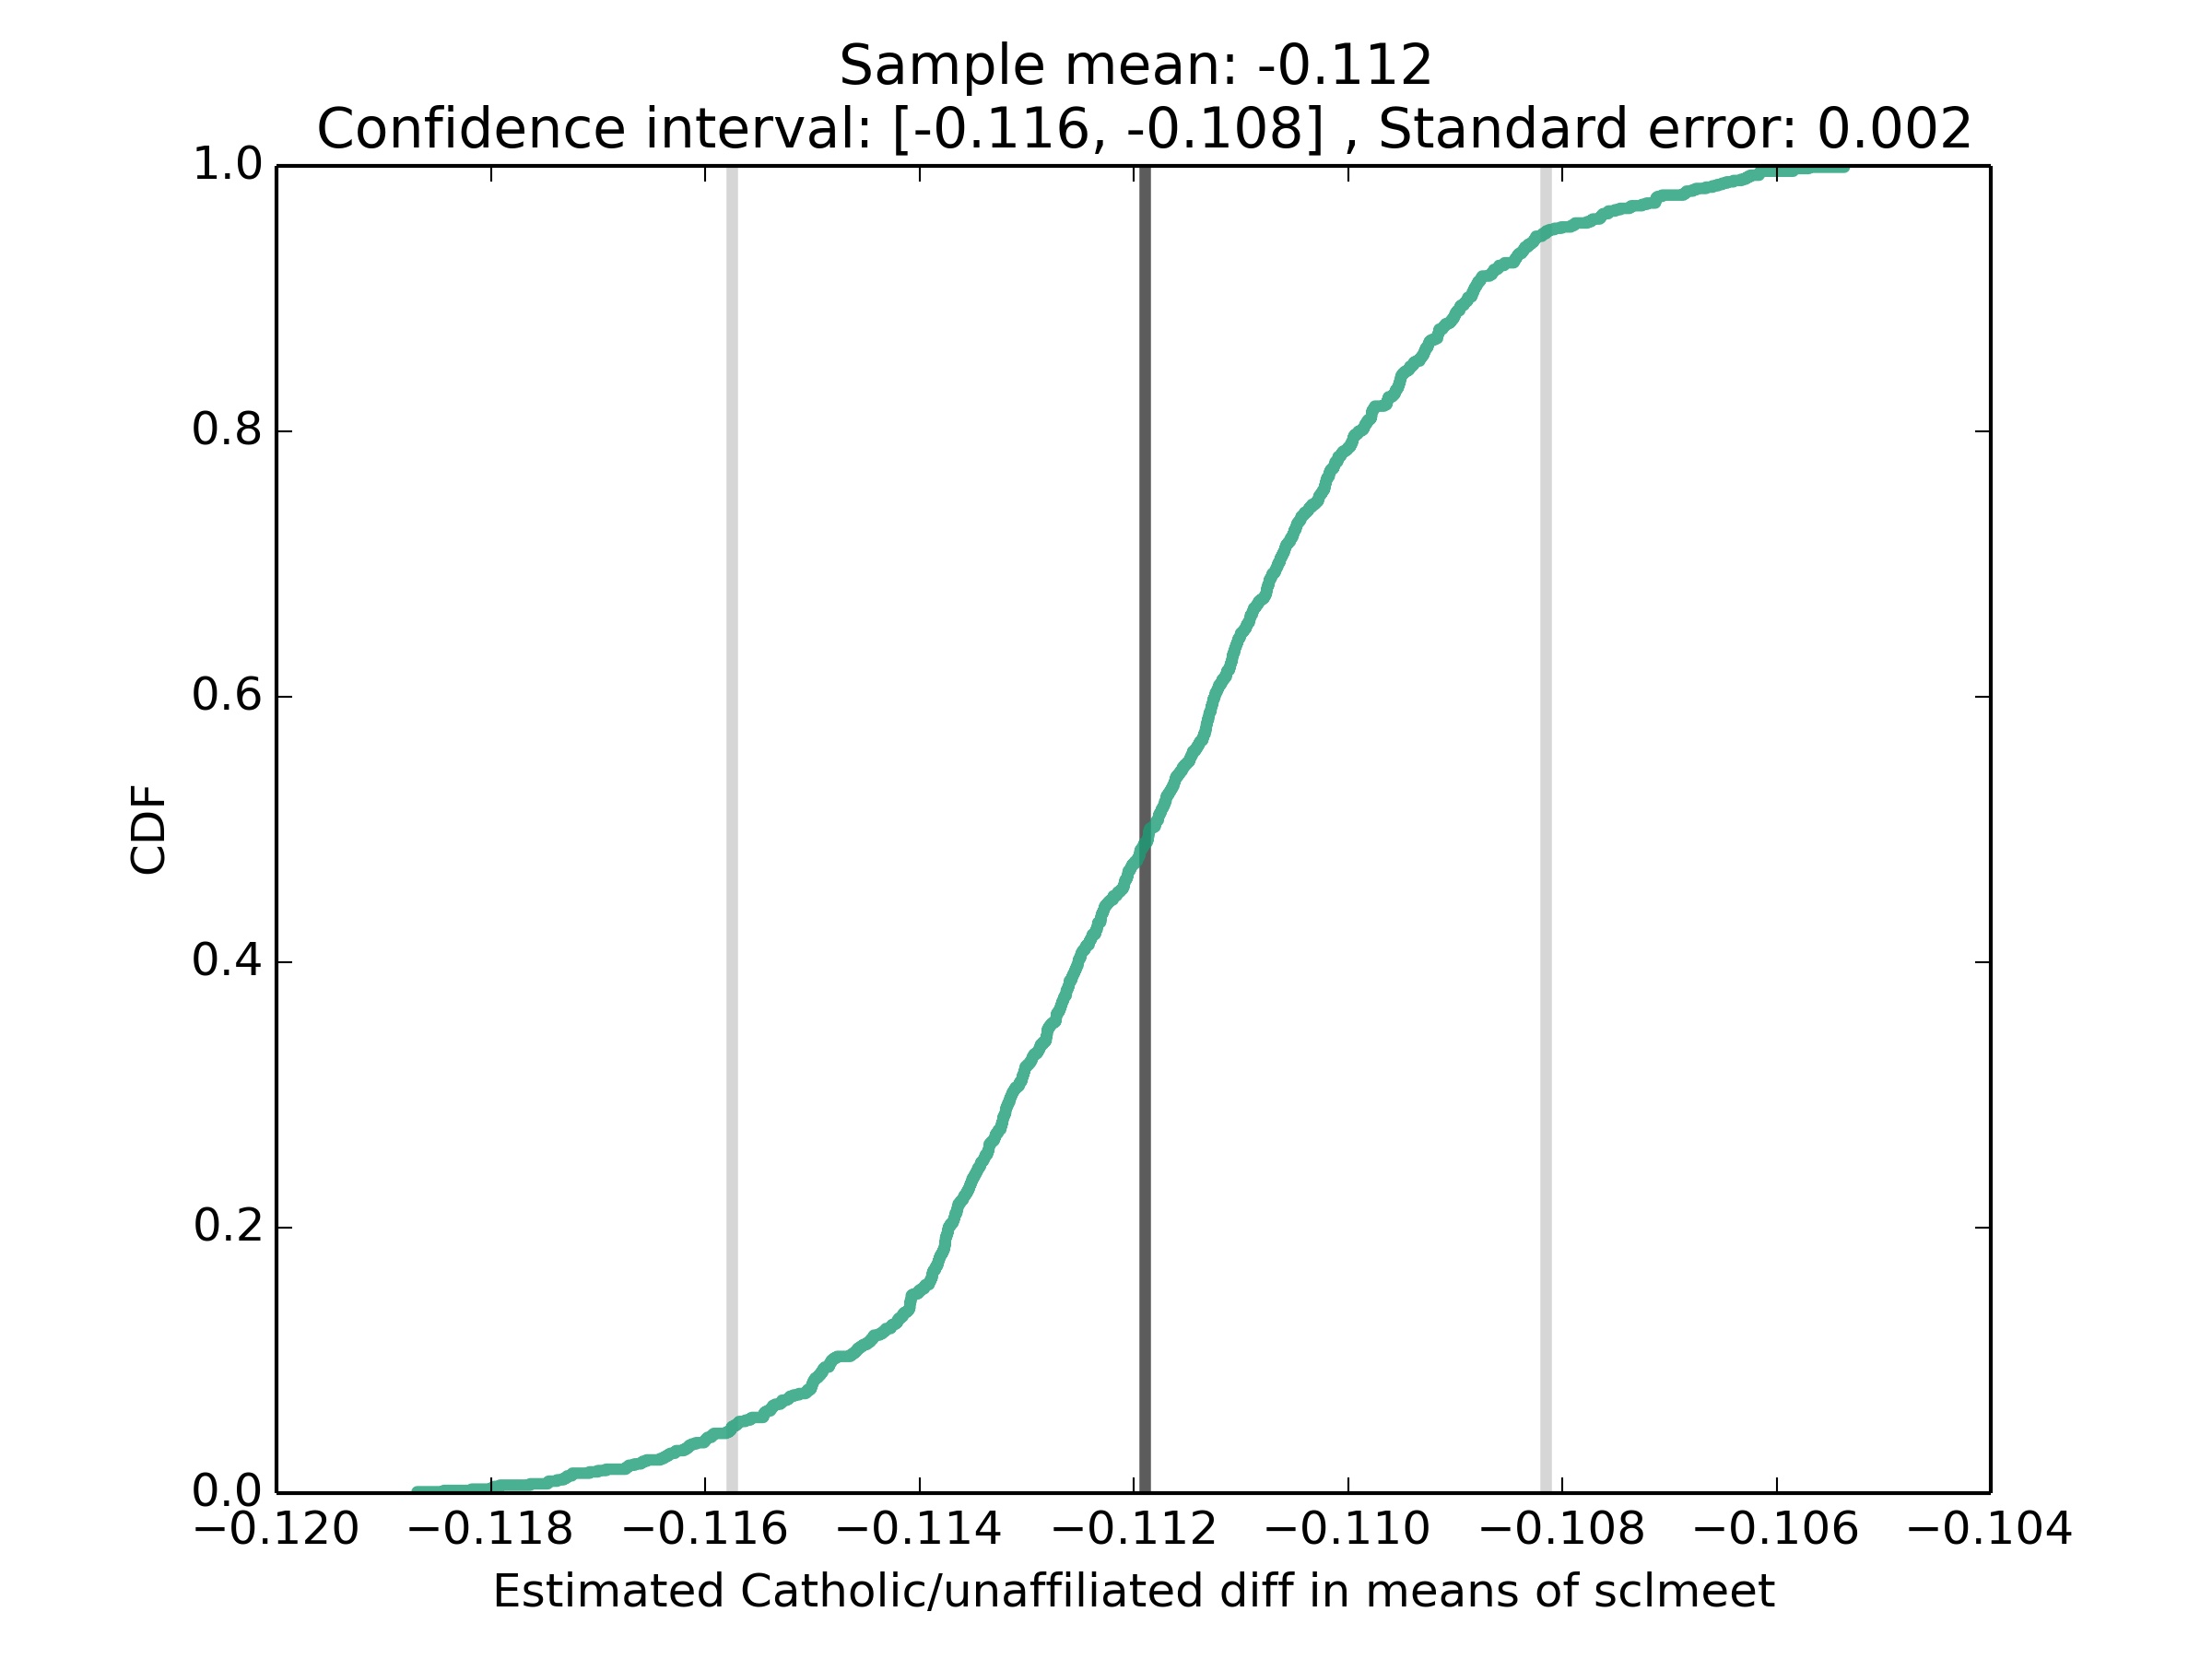 Sample mean: -0.112
Confidence interval: [-0.116, -0.108] , Standard error: 0.002
1.0
0.8
0.6
0.4
0.2
0.0
CDF
−0.120 −0.118 −0.116 −0.114 −0.112 −0.110 −0.108 −0.106 −0.104
Estimated Catholic/unaffiliated diff in means of sclmeet